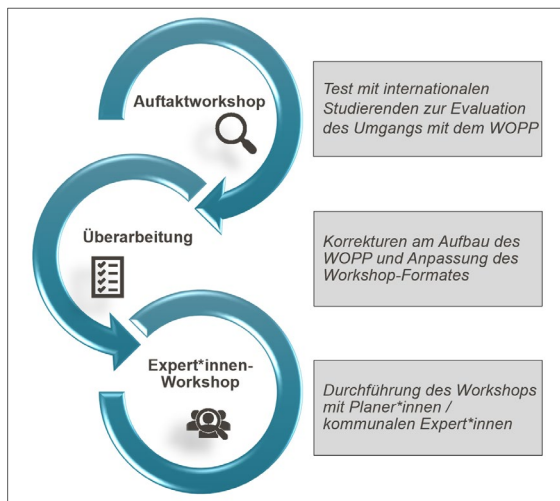 Auftaktworkshop
Test mit internationalen
Studierenden zur Evaluation
des Umgangs mit dem WOPP
Überarbeitung
Korrekturen am Aufbau des
WOPP und Anpassung des
Workshop-Formates
Expert*innen-
Workshop
Durchführung des Workshops
mit Planer*innen /
kommunalen Expert*innen